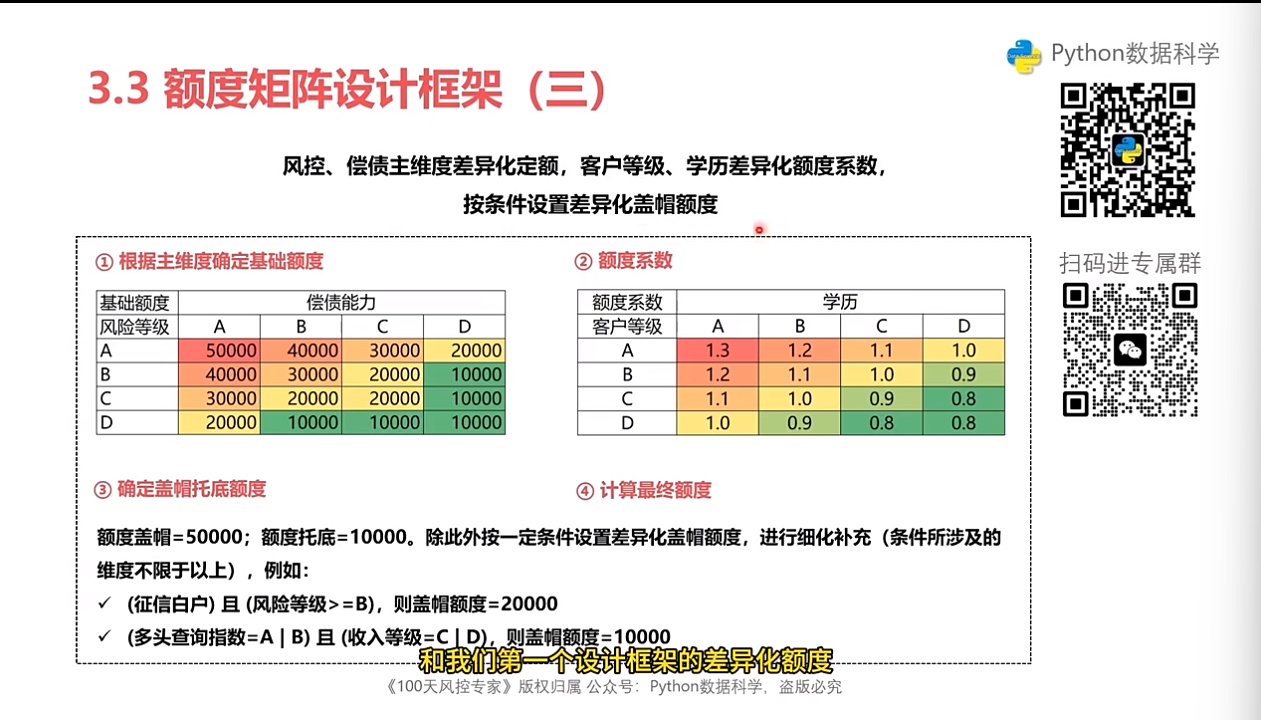 Python数据科学
3.3 额度矩阵设计框架（三）
风控、偿债主维度差异化定额，客户等级、学历差异化额度系数，
按条件设置差异化盖帽额度
扫码进专属群
① 根据主维度确定基础额度
基础额度 偿债能力
风险等级 A B C D
A 50000 40000 30000 20000
B 40000 30000 20000 10000
C 30000 20000 20000 10000
D 20000 10000 10000 10000
② 额度系数
额度系数 学历
客户等级 A B C D
A 1.3 1.2 1.1 1.0
B 1.2 1.1 1.0 0.9
C 1.1 1.0 0.9 0.8
D 1.0 0.9 0.8 0.8
③ 确定盖帽托底额度
④ 计算最终额度
额度盖帽=50000；额度托底=10000。除此外按一定条件设置差异化盖帽额度，进行细化补充（条件所涉及的
维度不限于以上），例如：
✓ (征信白户) 且 (风险等级>=B)，则盖帽额度=20000
✓ (多头查询指数=A | B) 且 (收入等级=C | D)，则盖帽额度=10000
和我们第一个设计框架的差异化额度
《100天风控专家》版权归属 公众号：Python数据科学，盗版必究